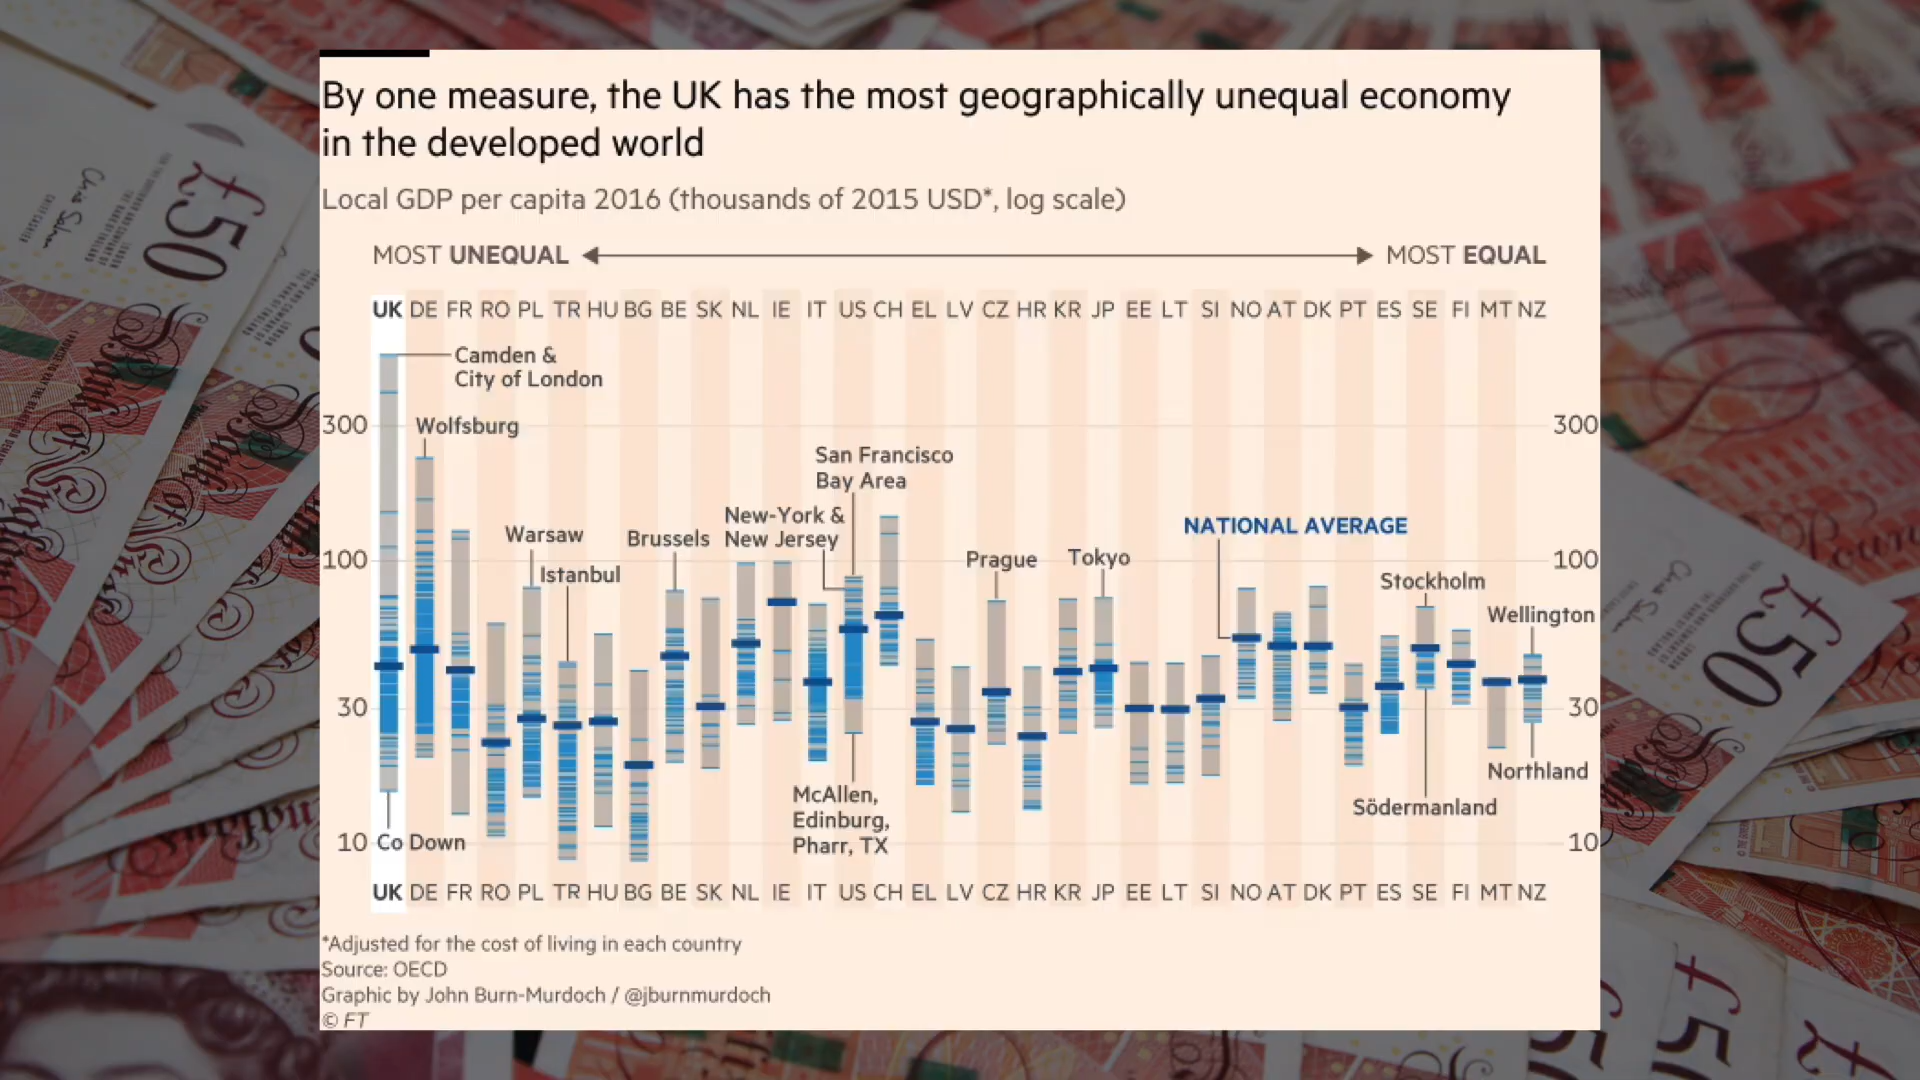 By one measure, the UK has the most geographically unequal economy
in the developed world
Local GDP per capita 2016 (thousands of 2015 USD*, log scale)
MOST UNEQUAL MOST EQUAL
UK DE FR RO PL TR HU BG BE SK NL IE IT US CH EL LV CZ HR KR JP EE LT SI NO AT DK PT ES SE FI MT NZ
Camden &
City of London
300 300
Wolfsburg
San Francisco
Bay Area
New-York &
New Jersey
NATIONAL AVERAGE
Warsaw
Brussels
100 100
Prague
Tokyo
Istanbul
Stockholm
Wellington
30 30
Northland
McAllen,
Edinburg,
Pharr, TX
Södermanland
10 10
Co Down
UK DE FR RO PL TR HU BG BE SK NL IE IT US CH EL LV CZ HR KR JP EE LT SI NO AT DK PT ES SE FI MT NZ
*Adjusted for the cost of living in each country
Source: OECD
Graphic by John Burn-Murdoch / @jburnmurdoch
© FT
£50
£50